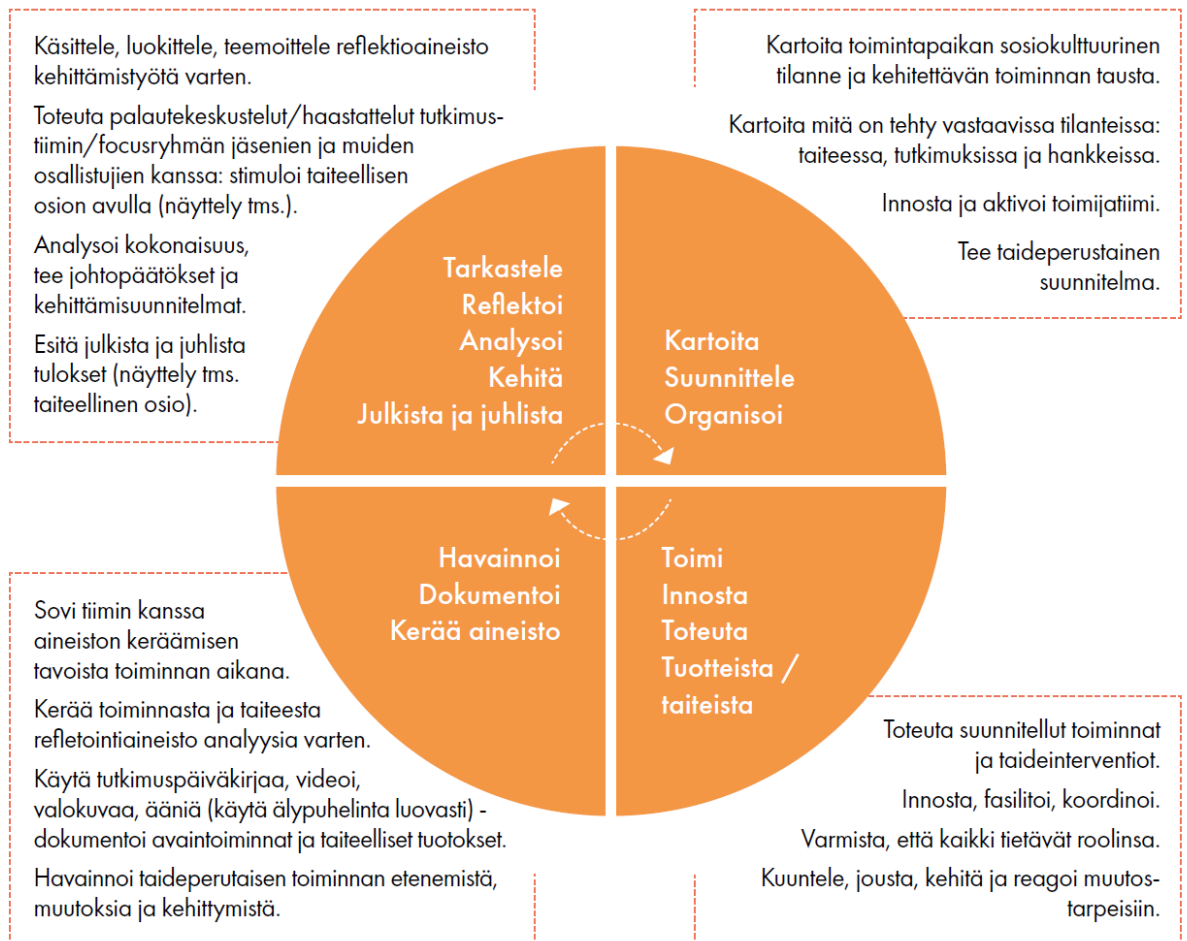 Käsittele, luokittele, teemoittele reflektioaineisto
kehittämistyötä varten.
Toteuta palautekeskustelut/haastattelut tutkimus-
tiimin/focusryhmän jäsenien ja muiden
osallistujien kanssa: stimuloi taiteellisen
osion avulla (näyttely tms.).
Analysoi kokonaisuus,
tee johtopäätökset ja
kehittämisuunnitelmat.
Esitä julkista ja juhlista
tulokset (näyttely tms.
taiteellinen osio).
Kartoita toimintapaikan sosiokulttuurinen
tilanne ja kehitettävän toiminnan tausta.
Kartoita mitä on tehty vastaavissa tilanteissa:
taiteessa, tutkimuksissa ja hankkeissa.
Innosta ja aktivoi toimijatiimi.
Tee taideperustainen
suunnitelma.
Tarkastele
Reflektoi
Analysoi
Kehitä
Julkista ja juhlista
Kartoita
Suunnittele
Organisoi
Havainnoi
Dokumentoi
Kerää aineisto
Toimi
Innosta
Toteuta
Tuotteista /
taiteista
Sovi tiimin kanssa
aineiston keräämisen
tavoista toiminnan aikana.
Kerää toiminnasta ja taiteesta
refletointiaineisto analyysia varten.
Käytä tutkimuspäiväkirjaa, videoi,
valokuvaa, ääniä (käytä älypuhelinta luovasti) -
dokumentoi avaintoiminnat ja taiteelliset tuotokset.
Havainnoi taideperutaisen toiminnan etenemistä,
muutoksia ja kehittymistä.
Toteuta suunnitellut toiminnat
ja taideinterventiot.
Innosta, fasilitoi, koordinoi.
Varmista, että kaikki tietävät roolinsa.
Kuuntele, jousta, kehitä ja reagoi muutos-
tarpeisiin.